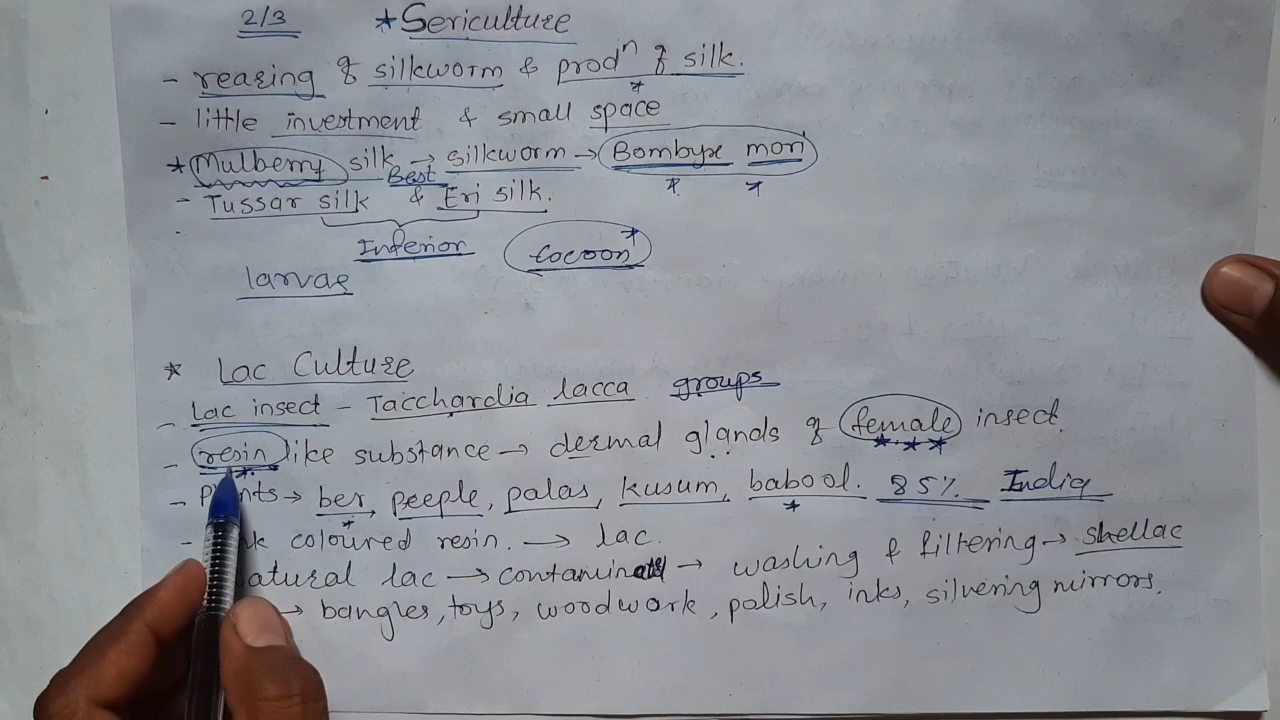 2/3 *Sericulture
- rearing of silkworm & prodn of silk.
- little investment & small space
* Mulberry silk → silkworm → Bombyx mori
Best
- Tussar silk & Eri silk.
Inferior cocoon
larvae
* Lac Culture
- Lac insect - Tacchardia lacca groups
- resin like substance → dermal glands of female insect.
- → ber, peeple, palas, kusum, babool. 85% India
- coloured resin. → lac.
lac → → washing & filtering → shellac
→ bangles, toys, woodwork, polish, inks, silvering mirrors.